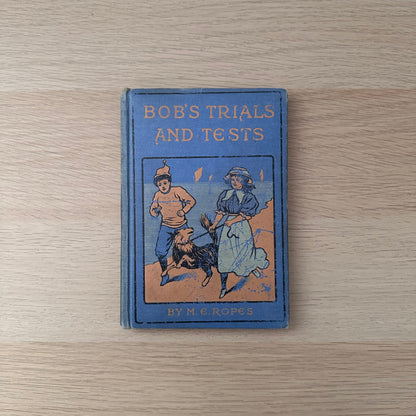 BOB'S TRIALS
AND TESTS
BY M. E. ROPES